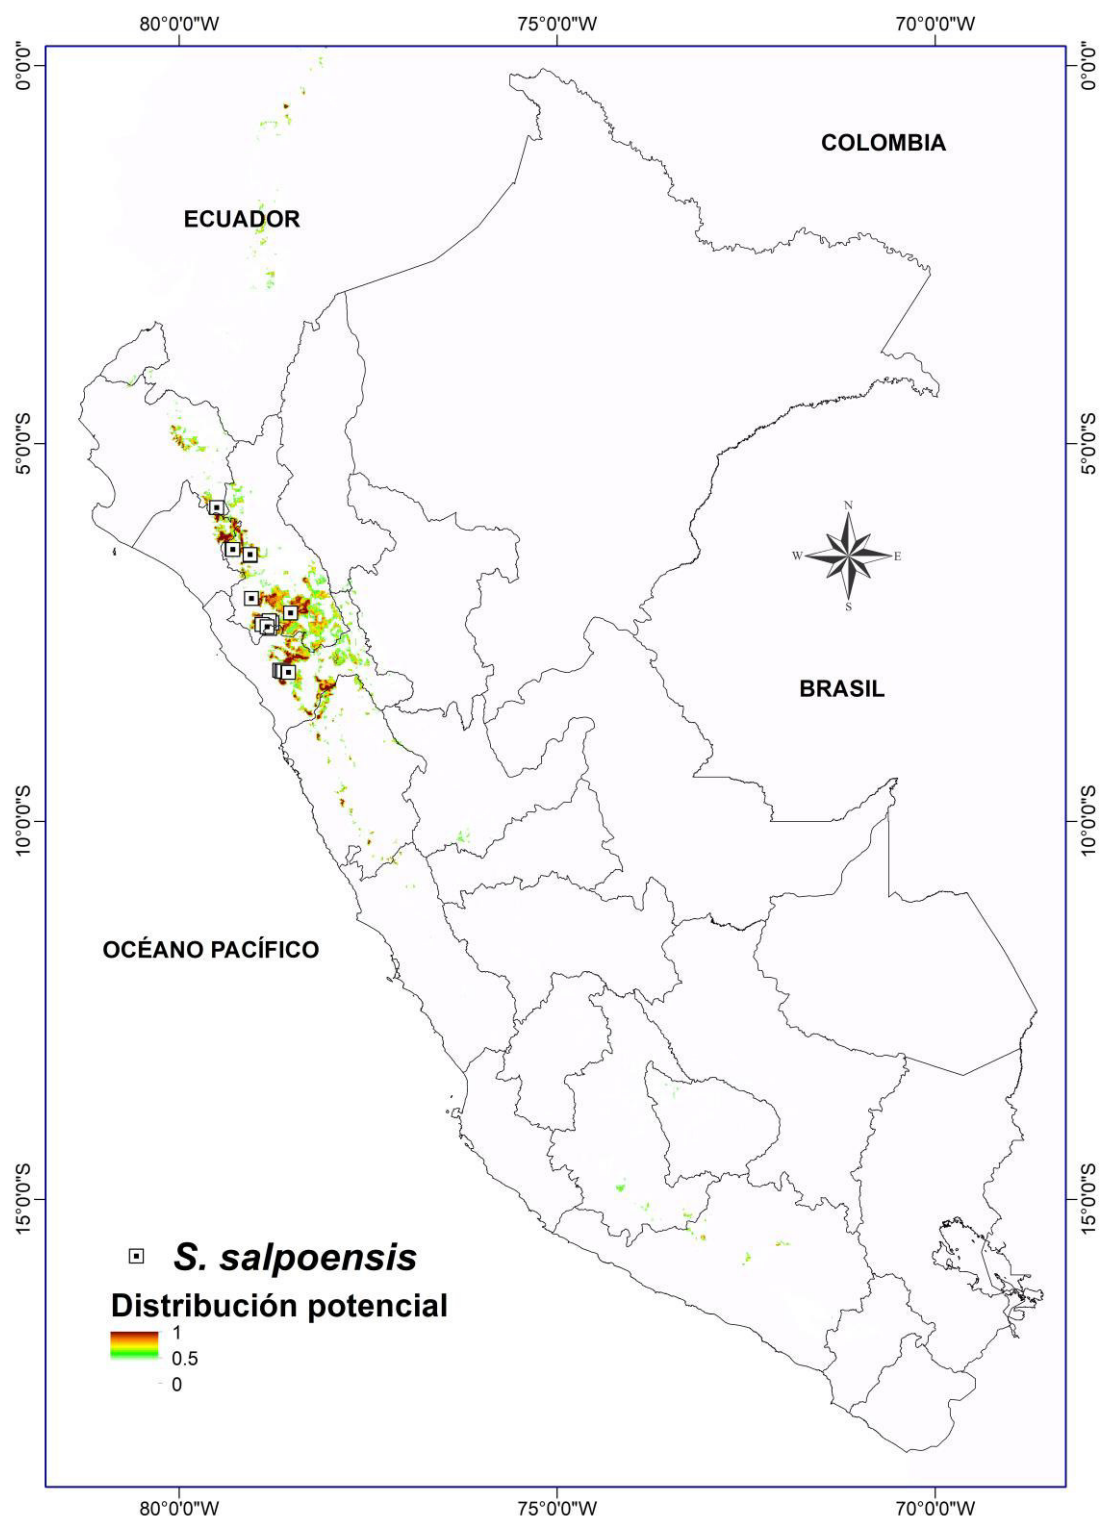 80°0'0"W 75°0'0"W 70°0'0"W
0°0'0" 0°0'0"
COLOMBIA
ECUADOR
5°0'0"S 5°0'0"S
N
W E
S
BRASIL
10°0'0"S 10°0'0"S
OCÉANO PACÍFICO
15°0'0"S 15°0'0"S
S. salpoensis
Distribución potencial
1
0.5
0
80°0'0"W 75°0'0"W 70°0'0"W